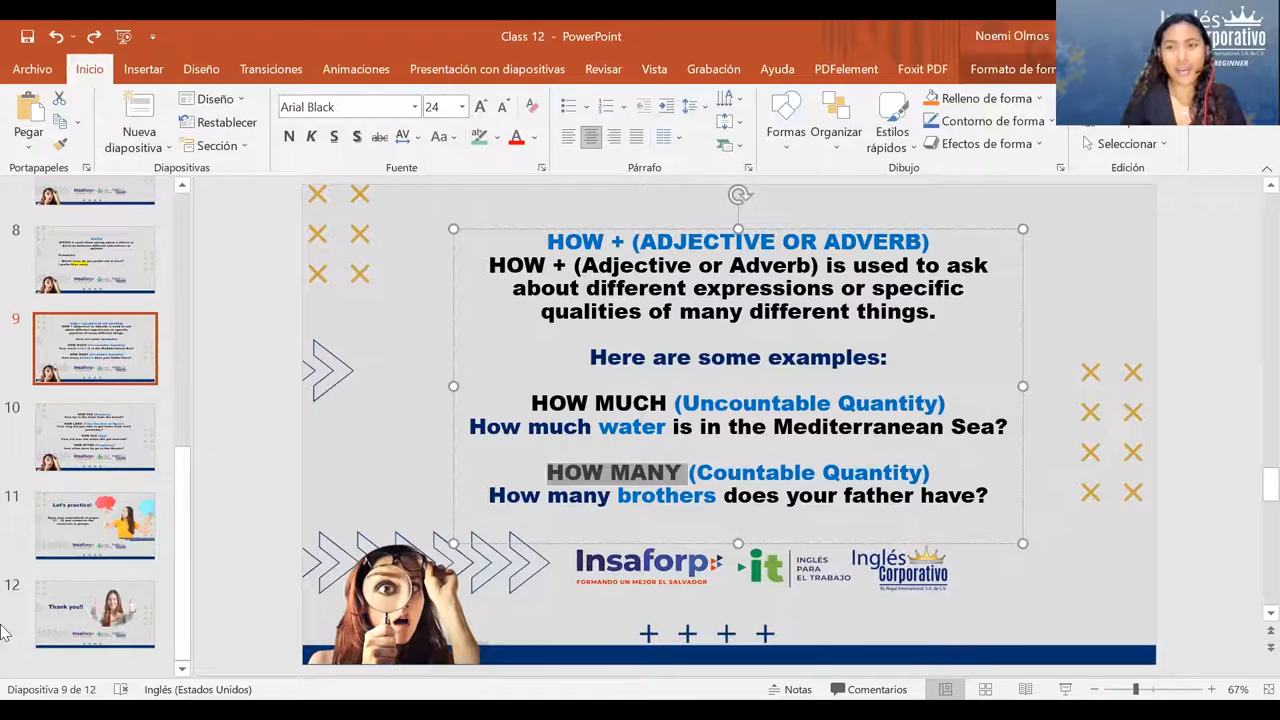 Class 12 - PowerPoint
Noemi Olmos
Inglés
Corporativo
BEGINNER
Archivo Inicio Insertar Diseño Transiciones Animaciones Presentación con diapositivas Revisar Vista Grabación Ayuda PDFelement Foxit PDF Formato de for
Pegar
Portapapeles
Nueva
diapositiva
Diseño
Restablecer
Sección
Diapositivas
Arial Black 24
N K S S abc AV Aa A
Fuente
Párrafo
Formas Organizar Estilos
rápidos
Relleno de forma
Contorno de forma
Efectos de forma
Dibujo
Seleccionar
Edición
8
9
10
11
Let's practice!
12
Thank you!!
HOW + (ADJECTIVE OR ADVERB)
HOW + (Adjective or Adverb) is used to ask
about different expressions or specific
qualities of many different things.
Here are some examples:
HOW MUCH (Uncountable Quantity)
How much water is in the Mediterranean Sea?
HOW MANY (Countable Quantity)
How many brothers does your father have?
Insaforp
FORMANDO UN MEJOR EL SALVADOR
it
INGLÉS
PARA
EL TRABAJO
Inglés
Corporativo
By Regal International, S.A. de C.V.
Diapositiva 9 de 12 Inglés (Estados Unidos) Notas Comentarios 67%